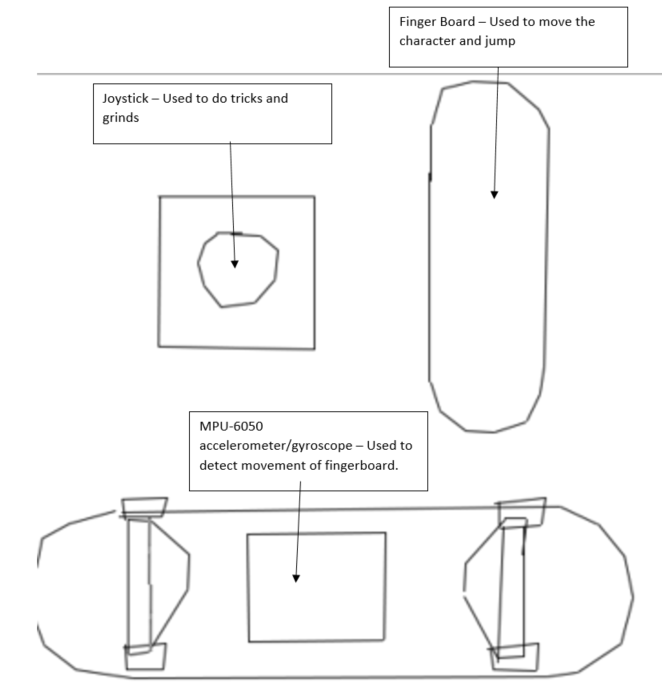 Finger Board – Used to move the
character and jump
Joystick – Used to do tricks and
grinds
MPU-6050
accelerometer/gyroscope – Used to
detect movement of fingerboard.